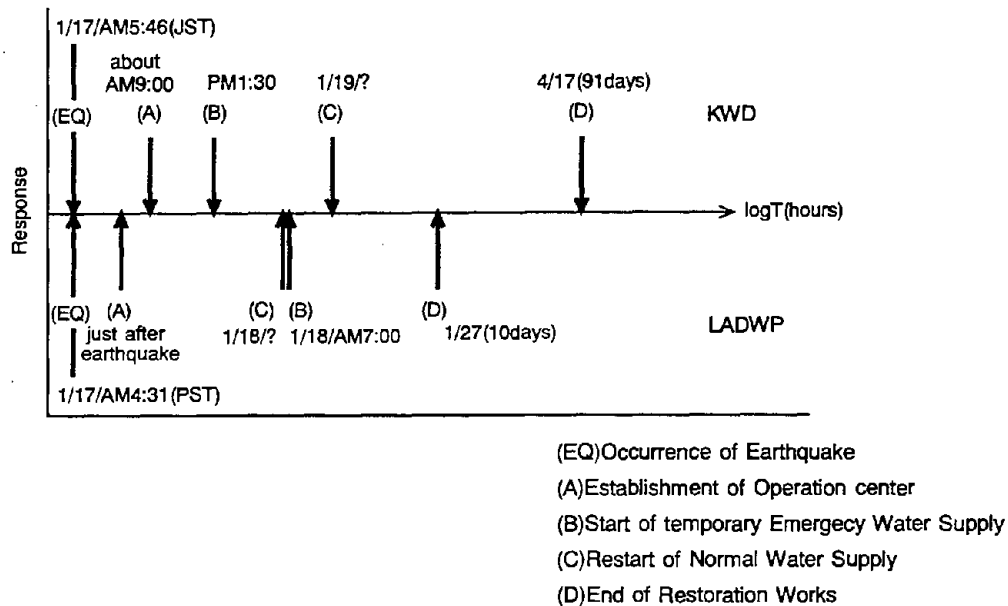 1/17/AM5:46(JST)
about
AM9:00
PM1:30
1/19/?
4/17(91days)
(EQ)
(A)
(B)
(C)
(D)
KWD
Response
logT(hours)
(EQ)
(A)
(C)
(B)
(D)
just after
earthquake
1/18/?
1/18/AM7:00
1/27(10days)
LADWP
1/17/AM4:31(PST)
(EQ)Occurrence of Earthquake
(A)Establishment of Operation center
(B)Start of temporary Emergecy Water Supply
(C)Restart of Normal Water Supply
(D)End of Restoration Works